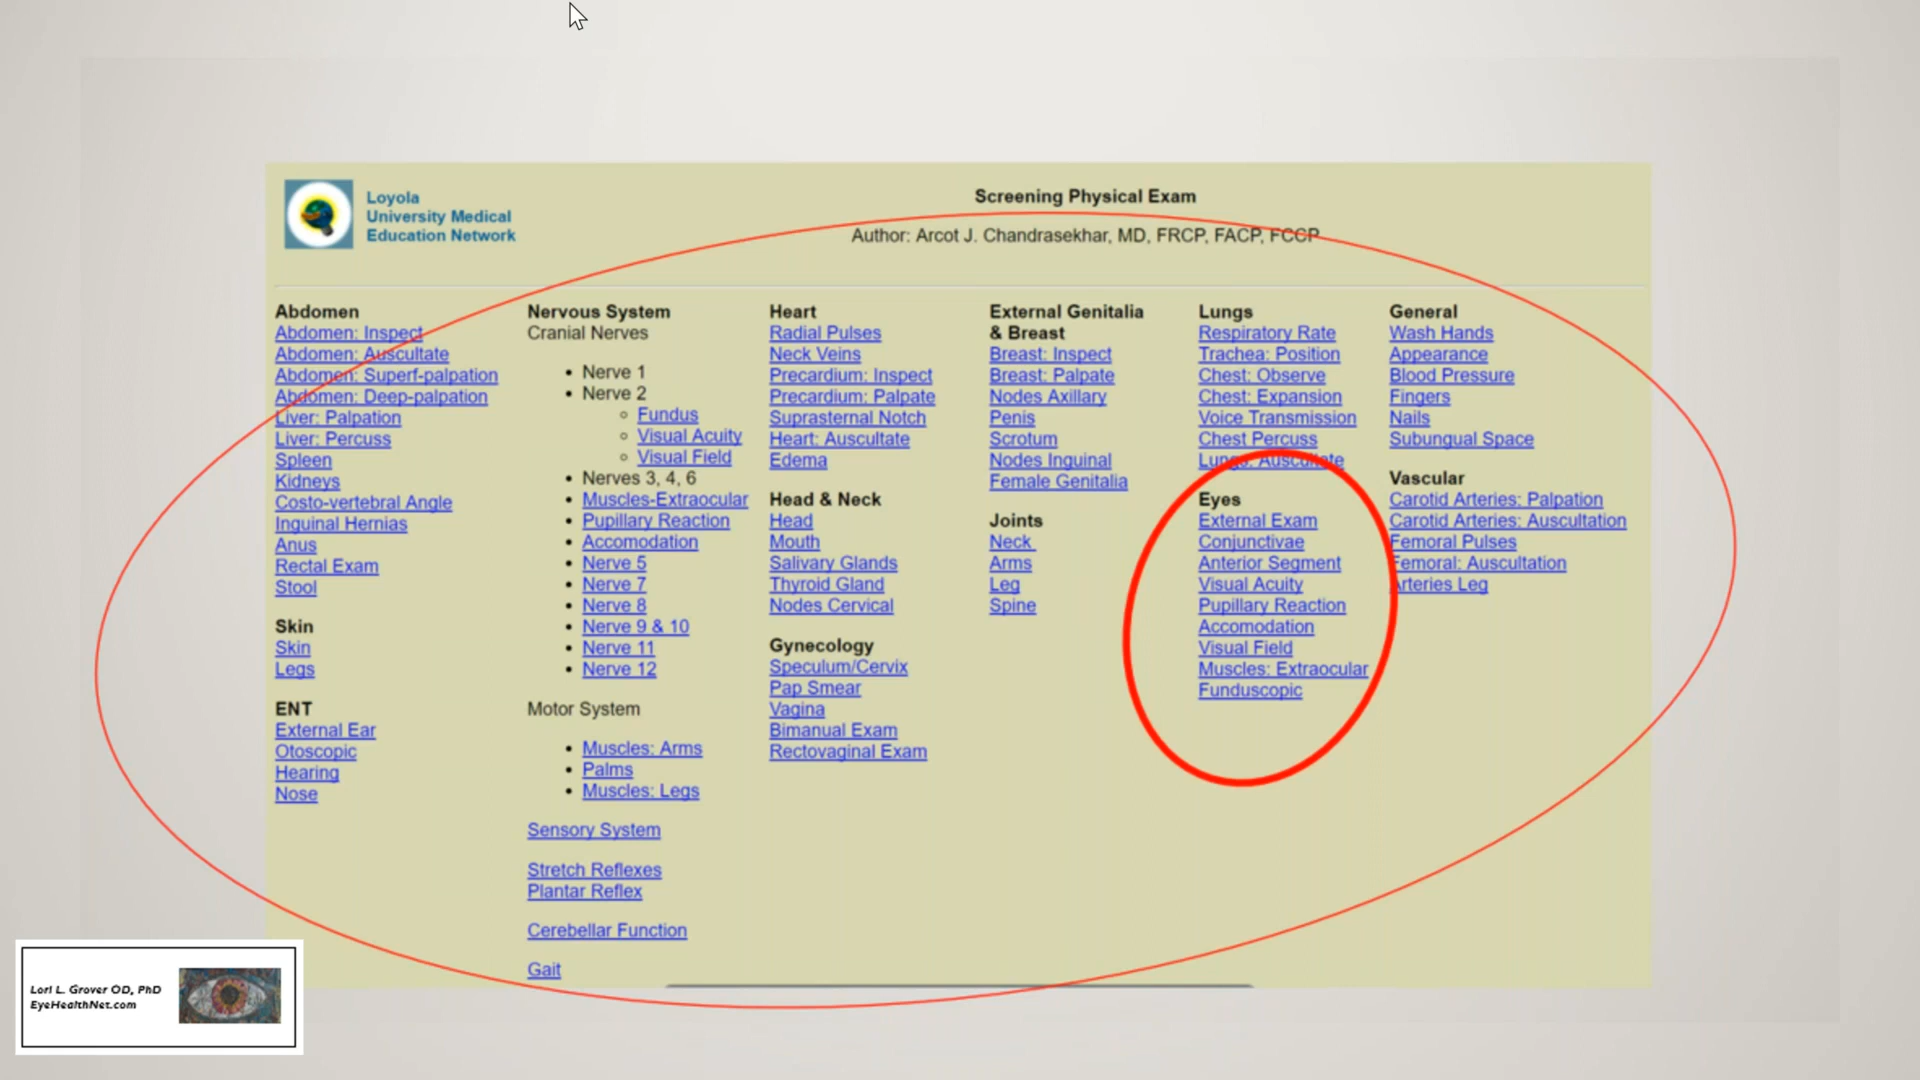 Loyola
University Medical
Education Network
Screening Physical Exam
Author: Arcot J. Chandrasekhar, MD, FRCP, FACP, FCCP
Abdomen
Abdomen: Inspect
Abdomen: Auscultate
Abdomen: Superf-palpation
Abdomen: Deep-palpation
Liver: Palpation
Liver: Percuss
Spleen
Kidneys
Costo-vertebral Angle
Inguinal Hernias
Anus
Rectal Exam
Stool
Skin
Skin
Legs
ENT
External Ear
Otoscopic
Hearing
Nose
Nervous System
Cranial Nerves
Nerve 1
Nerve 2
Fundus
Visual Acuity
Visual Field
Nerves 3, 4, 6
Muscles-Extraocular
Pupillary Reaction
Accomodation
Nerve 5
Nerve 7
Nerve 8
Nerve 9 & 10
Nerve 11
Nerve 12
Motor System
Muscles: Arms
Palms
Muscles: Legs
Sensory System
Stretch Reflexes
Plantar Reflex
Cerebellar Function
Gait
Heart
Radial Pulses
Neck Veins
Precardium: Inspect
Precardium: Palpate
Suprasternal Notch
Heart: Auscultate
Edema
Head & Neck
Head
Mouth
Salivary Glands
Thyroid Gland
Nodes Cervical
Gynecology
Speculum/Cervix
Pap Smear
Vagina
Bimanual Exam
Rectovaginal Exam
External Genitalia
& Breast
Breast: Inspect
Breast: Palpate
Nodes Axillary
Penis
Scrotum
Nodes Inguinal
Female Genitalia
Joints
Neck
Arms
Leg
Spine
Lungs
Respiratory Rate
Trachea: Position
Chest: Observe
Chest: Expansion
Voice Transmission
Chest Percuss
Lungs: Auscultate
Eyes
External Exam
Conjunctivae
Anterior Segment
Visual Acuity
Pupillary Reaction
Accomodation
Visual Field
Muscles: Extraocular
Funduscopic
General
Wash Hands
Appearance
Blood Pressure
Fingers
Nails
Subungual Space
Vascular
Carotid Arteries: Palpation
Carotid Arteries: Auscultation
Femoral Pulses
Femoral: Auscultation
Arteries Leg
Lori L. Grover OD, PhD
EyeHealthNet.com